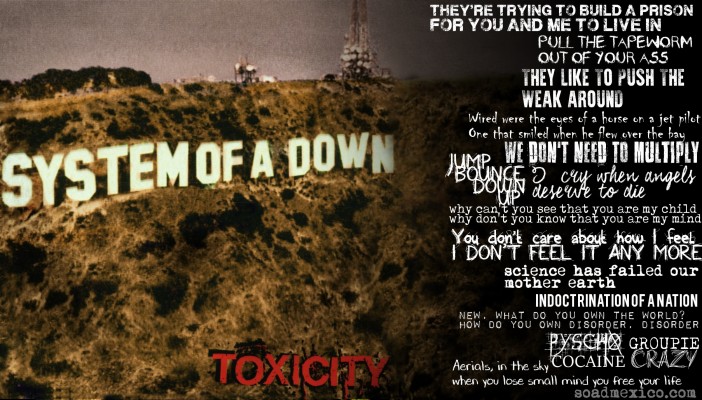 SYSTEM OF A DOWN
TOXICITY
THEY'RE TRYING TO BUILD A PRISON
FOR YOU AND ME TO LIVE IN
PULL THE TAPEWORM
OUT OF YOUR ASS
THEY LIKE TO PUSH THE
WEAK AROUND
Wired were the eyes of a horse on a jet pilot
One that smiled when he flew over the bay
WE DON'T NEED TO MULTIPLY
JUMP
BOUNCE
DOWN
UP
I cry when angels
deserve to die
why can't you see that you are my child
why don't you know that you are my mind
You don't care about how I feel
I DON'T FEEL IT ANY MORE
science has failed our
mother earth
INDOCTRINATION OF A NATION
NEW, WHAT DO YOU OWN THE WORLD?
HOW DO YOU OWN DISORDER, DISORDER
PYSCHO GROUPIE
COCAINE CRAZY
Aerials, in the sky
when you lose small mind you free your life
soadmexico.com